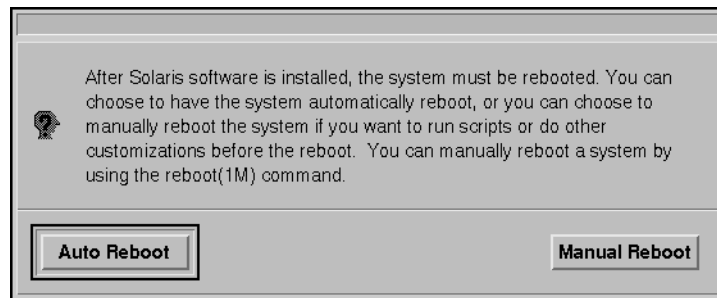 After Solaris software is installed, the system must be rebooted. You can
choose to have the system automatically reboot, or you can choose to
manually reboot the system if you want to run scripts or do other
customizations before the reboot.  You can manually reboot a system by
using the reboot(1M) command.
Auto Reboot
Manual Reboot